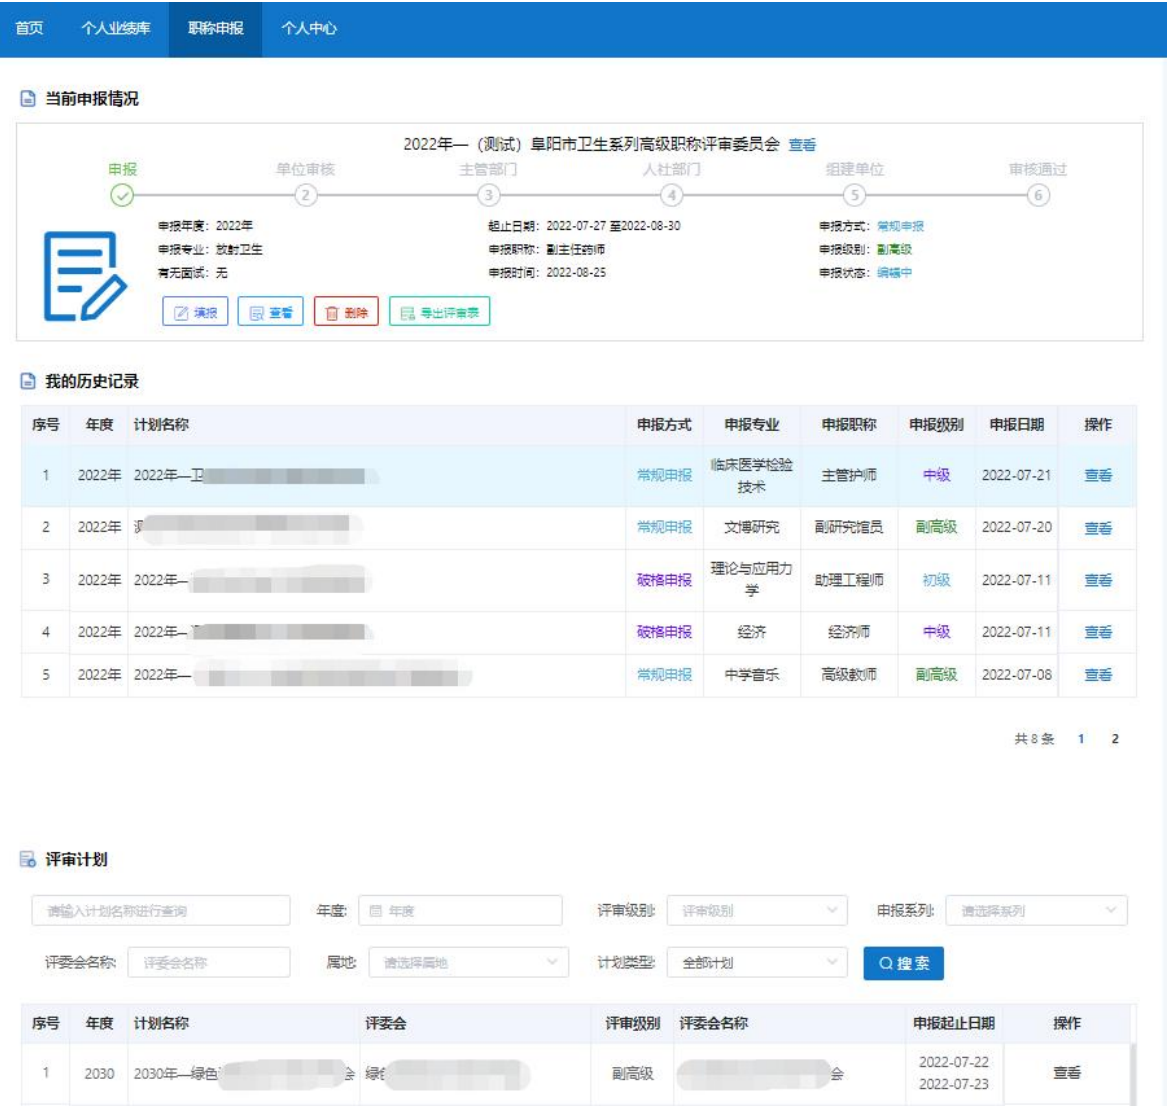 首页 个人业绩库 职称申报 个人中心
当前申报情况
2022年—（测试）阜阳市卫生系列高级职称评审委员会 查看
申报 单位审核 主管部门 人社部门 组建单位 审核通过
2 3 4 5 6
申报年度：2022年 起止日期：2022-07-27 至2022-08-30 申报方式：常规申报
申报专业：放射卫生 申报职称：副主任药师 申报级别：副高级
有无面试：无 申报时间：2022-08-25 申报状态：编辑中
填报 查看 删除 导出评审表
我的历史记录
序号 年度 计划名称 申报方式 申报专业 申报职称 申报级别 申报日期 操作
1 2022年 2022年—卫 常规申报 临床医学检验技术 主管护师 中级 2022-07-21 查看
2 2022年 常规申报 文博研究 副研究馆员 副高级 2022-07-20 查看
3 2022年 2022年— 破格申报 理论与应用力学 助理工程师 初级 2022-07-11 查看
4 2022年 2022年— 破格申报 经济 经济师 中级 2022-07-11 查看
5 2022年 2022年— 常规申报 中学音乐 高级教师 副高级 2022-07-08 查看
共 8 条 1 2
评审计划
请输入计划名称进行查询 年度: 年度 评审级别: 评审级别 申报系列: 请选择系列
评委会名称: 评委会名称 属地: 请选择属地 计划类型: 全部计划 搜索
序号 年度 计划名称 评委会 评审级别 评委会名称 申报起止日期 操作
1 2030 2030年—绿色 会 绿色 副高级 会 2022-07-22 查看
2022-07-23